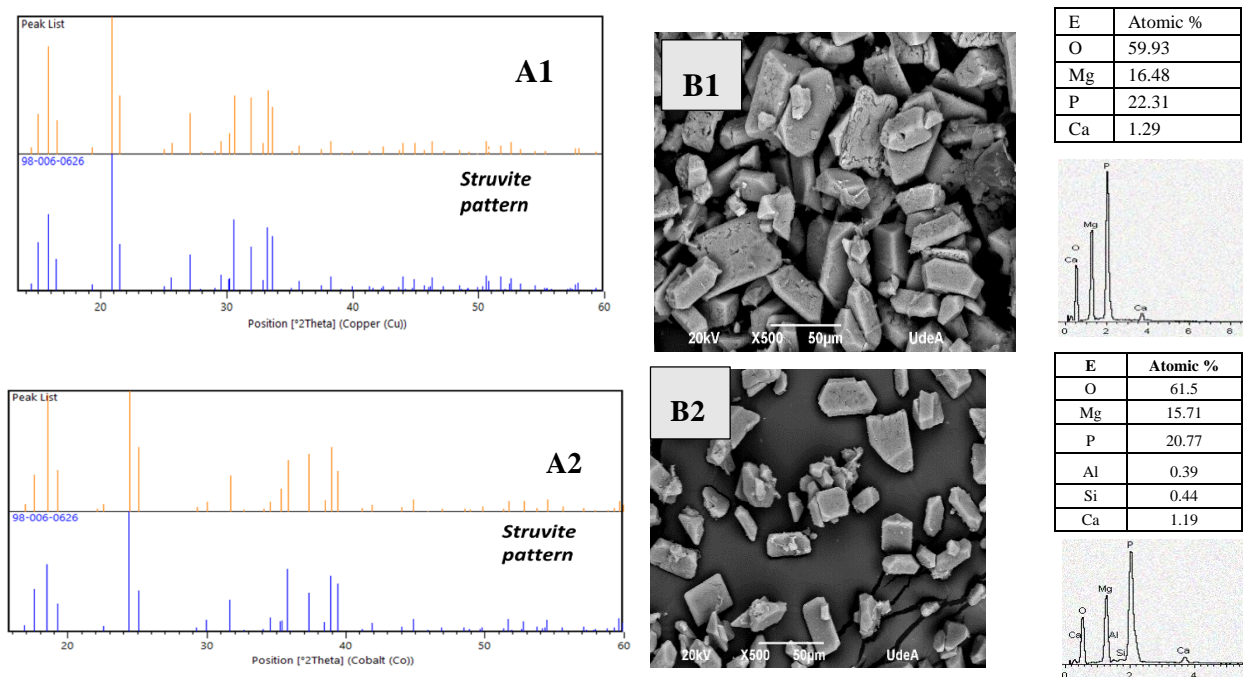 Peak List
A1
98-006-0626
Struvite
pattern
20 30 40 50 60
Position [°2Theta] (Copper (Cu))
B1
20kV X500 50µm UdeA
E Atomic %
O 59.93
Mg 16.48
P 22.31
Ca 1.29
P
Mg
O
Ca
Ca
0 2 4 6 8
Peak List
A2
98-006-0626
Struvite
pattern
20 30 40 50 60
Position [°2Theta] (Cobalt (Co))
B2
20kV X500 50µm UdeA
E Atomic %
O 61.5
Mg 15.71
P 20.77
Al 0.39
Si 0.44
Ca 1.19
P
Mg
O
Ca Al
Si Ca
0 2 4